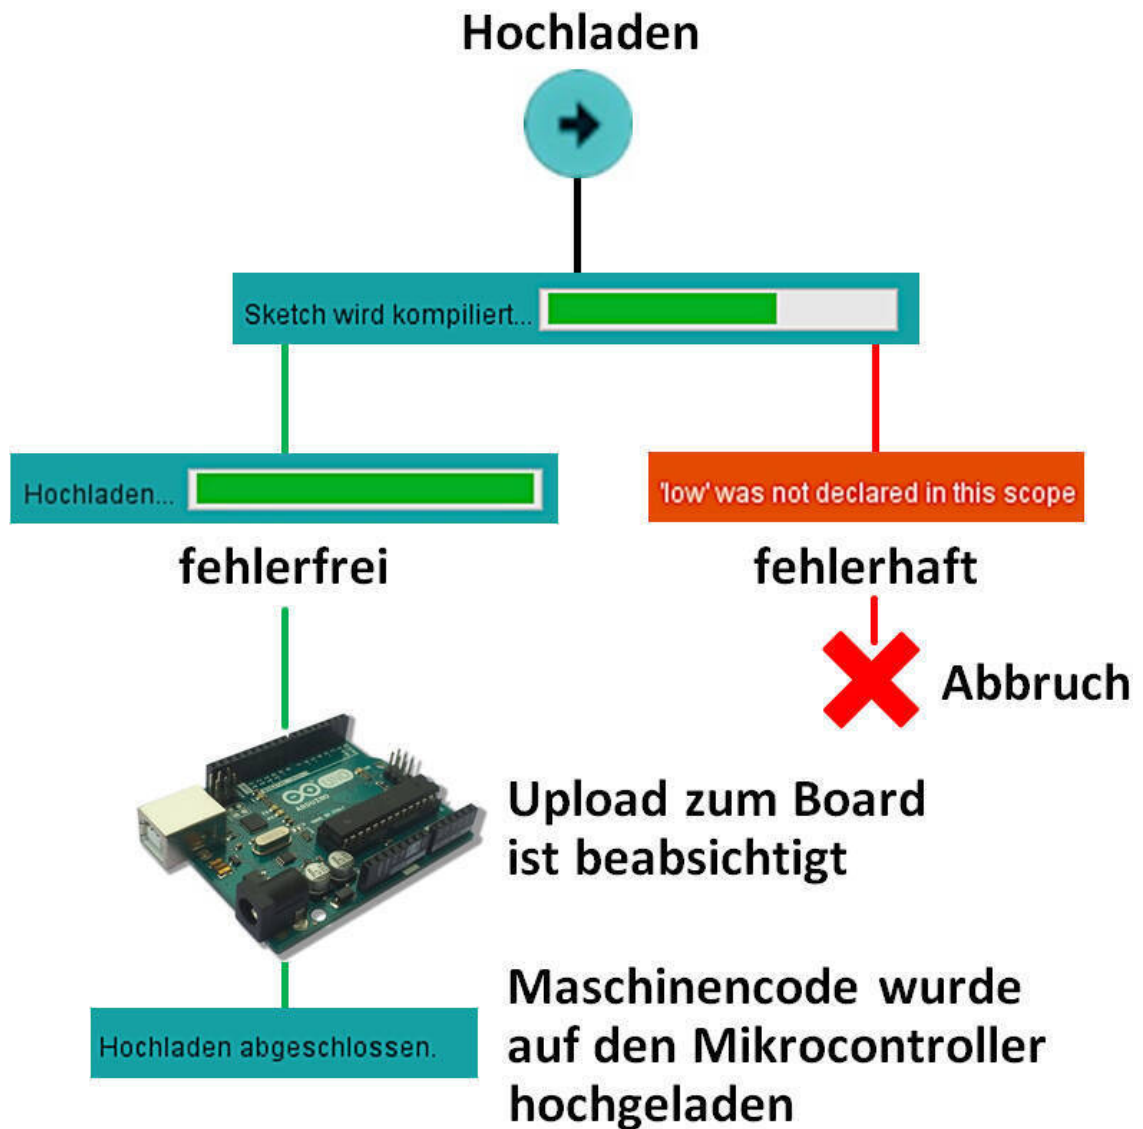 Hochladen
Sketch wird kompiliert...
Hochladen...
'low' was not declared in this scope
fehlerfrei
fehlerhaft
Abbruch
ARDUINO
Upload zum Board
ist beabsichtigt
Maschinencode wurde
auf den Mikrocontroller
hochgeladen
Hochladen abgeschlossen.